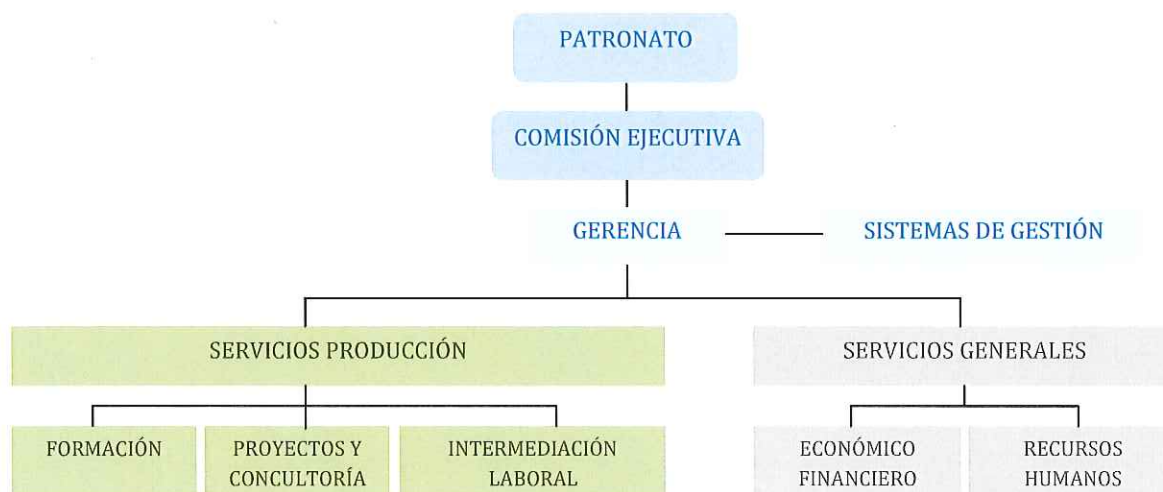 PATRONATO
COMISIÓN EJECUTIVA
GERENCIA
SISTEMAS DE GESTIÓN
SERVICIOS PRODUCCIÓN
SERVICIOS GENERALES
FORMACIÓN
PROYECTOS Y
CONCULTORÍA
INTERMEDIACIÓN
LABORAL
ECONÓMICO
FINANCIERO
RECURSOS
HUMANOS